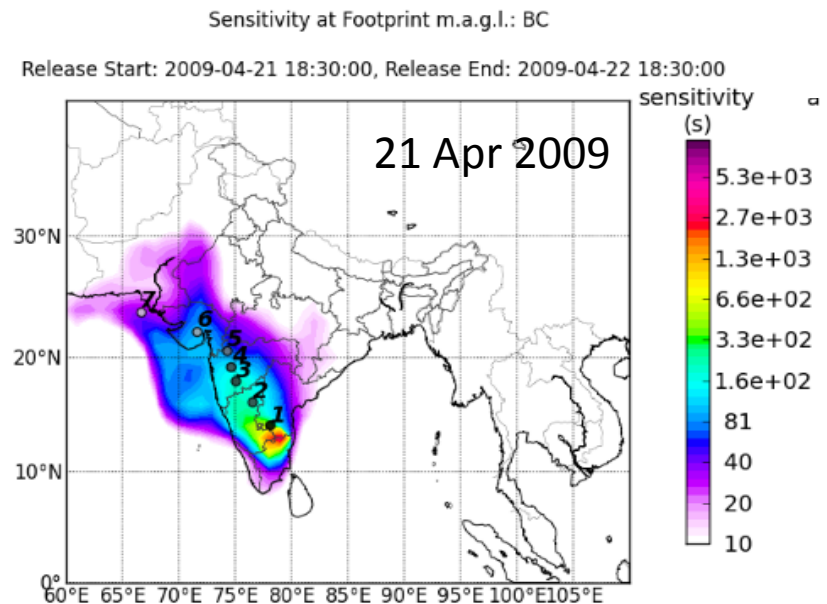 Sensitivity at Footprint m.a.g.l.: BC
Release Start: 2009-04-21 18:30:00, Release End: 2009-04-22 18:30:00
sensitivity a
(s)
21 Apr 2009
5.3e+03
2.7e+03
1.3e+03
6.6e+02
3.3e+02
1.6e+02
81
40
20
10
30°N
20°N
10°N
0°
7
6
5
4
3
2
1
60°E 65°E 70°E 75°E 80°E 85°E 90°E 95°E 100°E 105°E